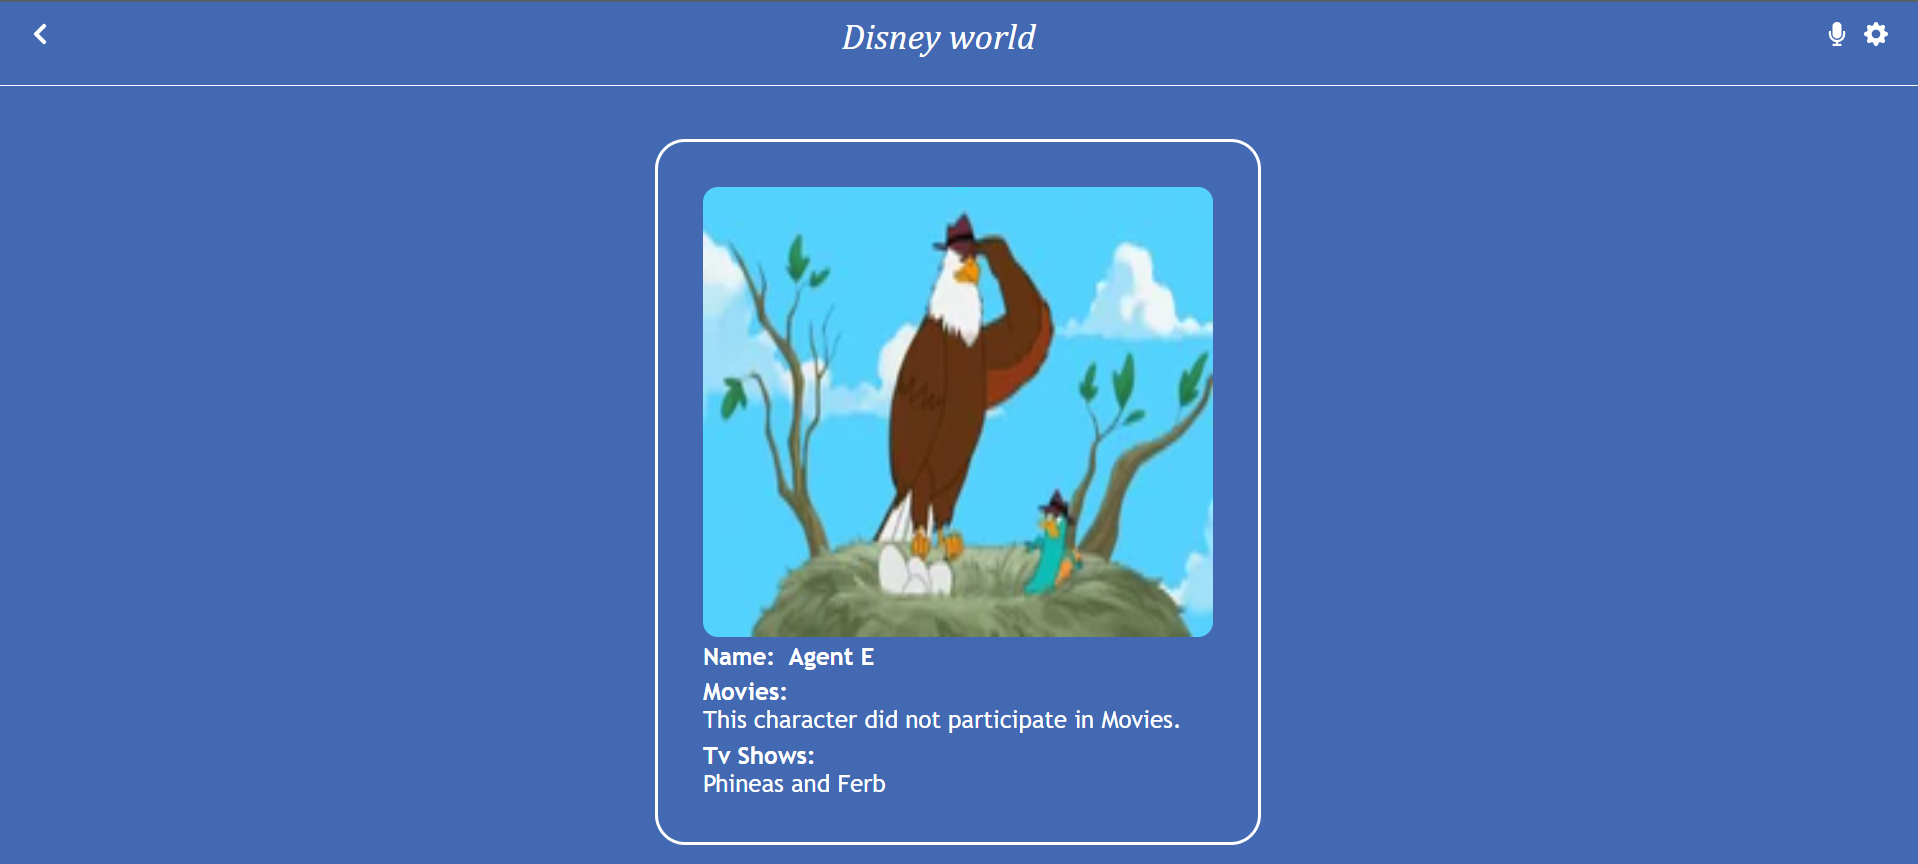 Disney world
Name: Agent E
Movies:
This character did not participate in Movies.
Tv Shows:
Phineas and Ferb